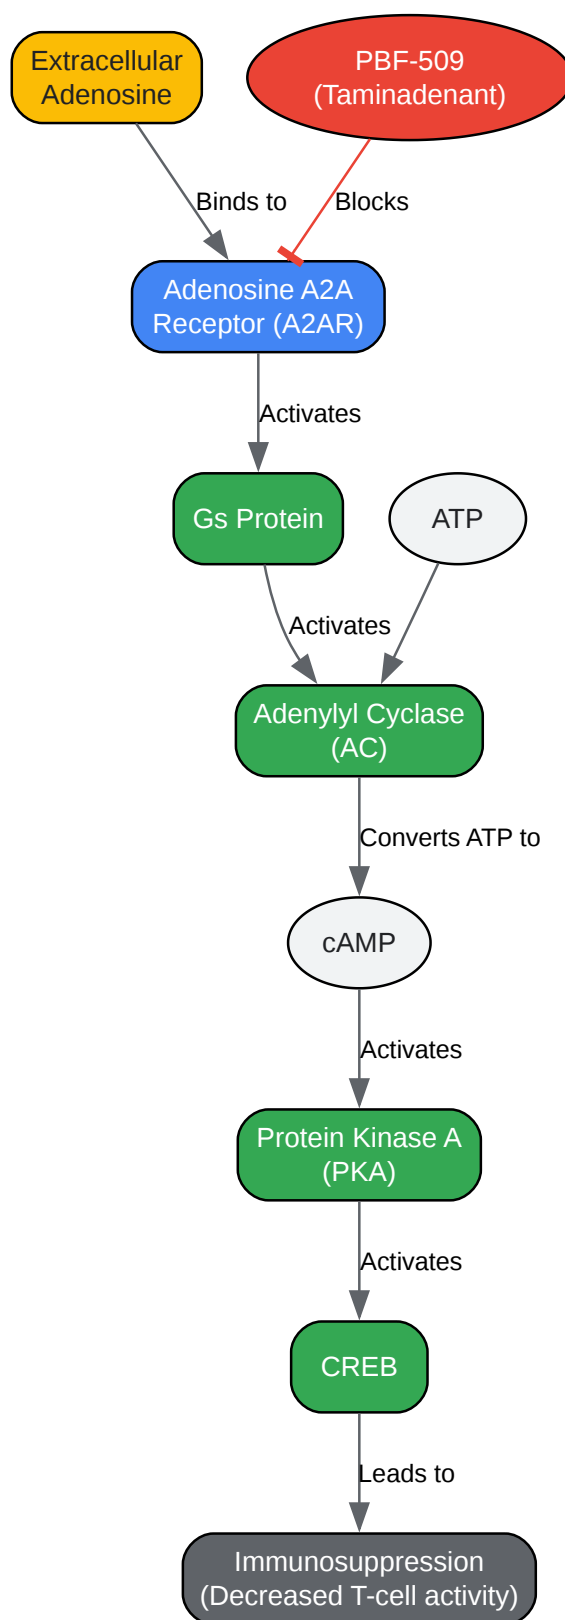 Extracellular
Adenosine
PBF-509
(Taminadenant)
Binds to
Blocks
Adenosine A2A
Receptor (A2AR)
Activates
Gs Protein
ATP
Activates
Adenylyl Cyclase
(AC)
Converts ATP to
cAMP
Activates
Protein Kinase A
(PKA)
Activates
CREB
Leads to
Immunosuppression
(Decreased T-cell activity)